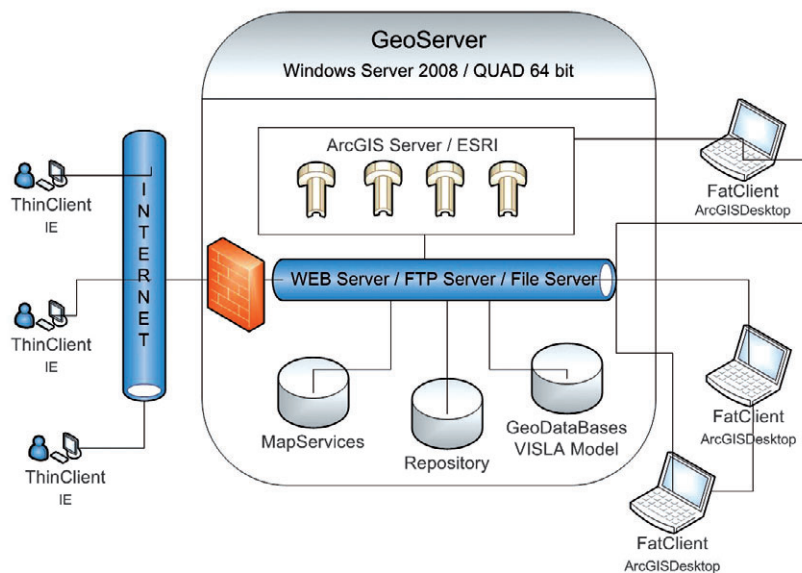 GeoServer
Windows Server 2008 / QUAD 64 bit
ArcGIS Server / ESRI
ThinClient
IE
INTERNET
FatClient
ArcGISDesktop
WEB Server / FTP Server / File Server
ThinClient
IE
MapServices
Repository
GeoDataBases
VISLA Model
FatClient
ArcGISDesktop
ThinClient
IE
FatClient
ArcGISDesktop